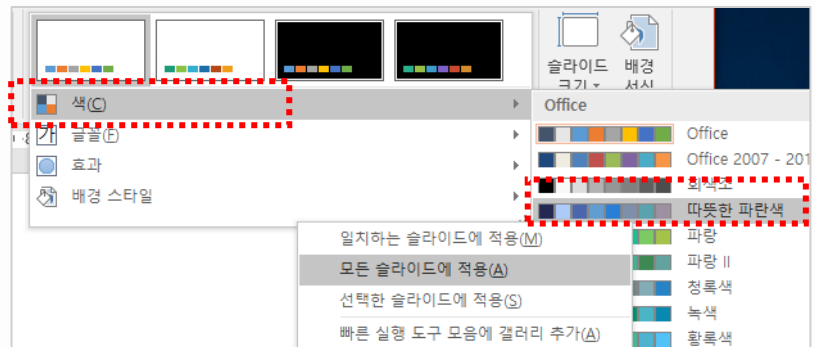 슬라이드 배경
크기 서식
색(C)
Office
글꼴(F)
Office
효과
Office 2007 - 201
회색조
배경 스타일
따뜻한 파란색
일치하는 슬라이드에 적용(M)
파랑
모든 슬라이드에 적용(A)
파랑 II
선택한 슬라이드에 적용(S)
청록색
녹색
빠른 실행 도구 모음에 갤러리 추가(A)
황록색